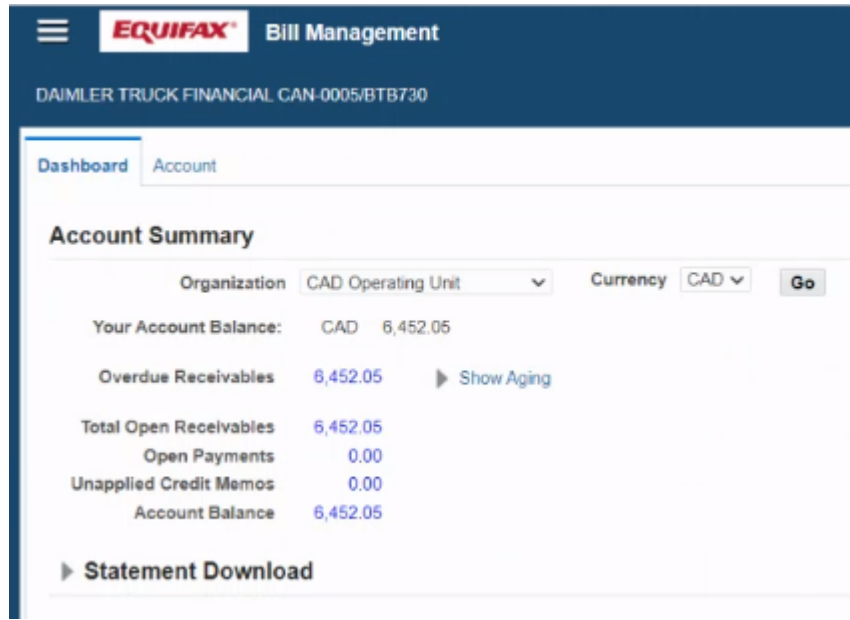 EQUIFAX Bill Management
DAIMLER TRUCK FINANCIAL CAN-0005/BTB730
Dashboard Account
Account Summary
Organization CAD Operating Unit Currency CAD Go
Your Account Balance: CAD 6,452.05
Overdue Receivables 6,452.05 Show Aging
Total Open Receivables 6,452.05
Open Payments 0.00
Unapplied Credit Memos 0.00
Account Balance 6,452.05
Statement Download